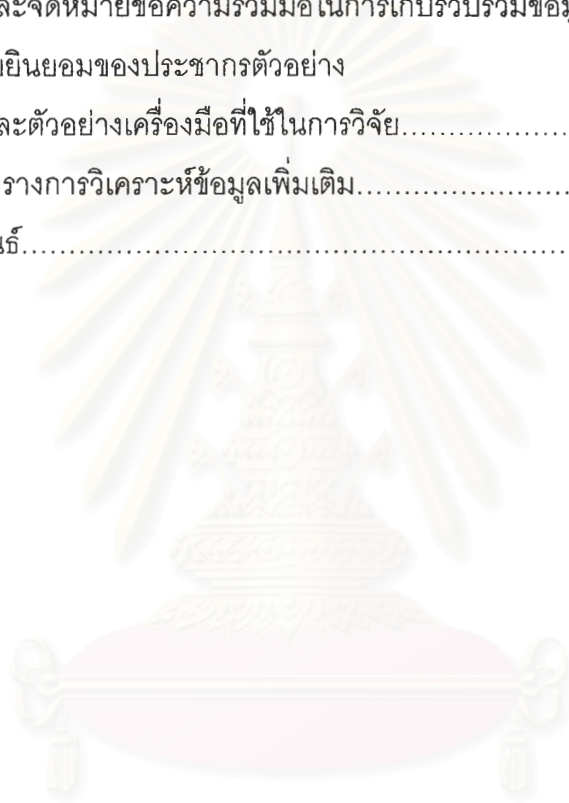 ละจดหมายขอความร่วมมือในการเก็บรวบรวมข้อมู
ยินยอมของประชากรตัวอย่าง
ละตัวอย่างเครื่องมือที่ใช้ในการวิจัย......................
รางการวิเคราะห์ข้อมูลเพิ่มเติม...........................
ธ์..............................................................